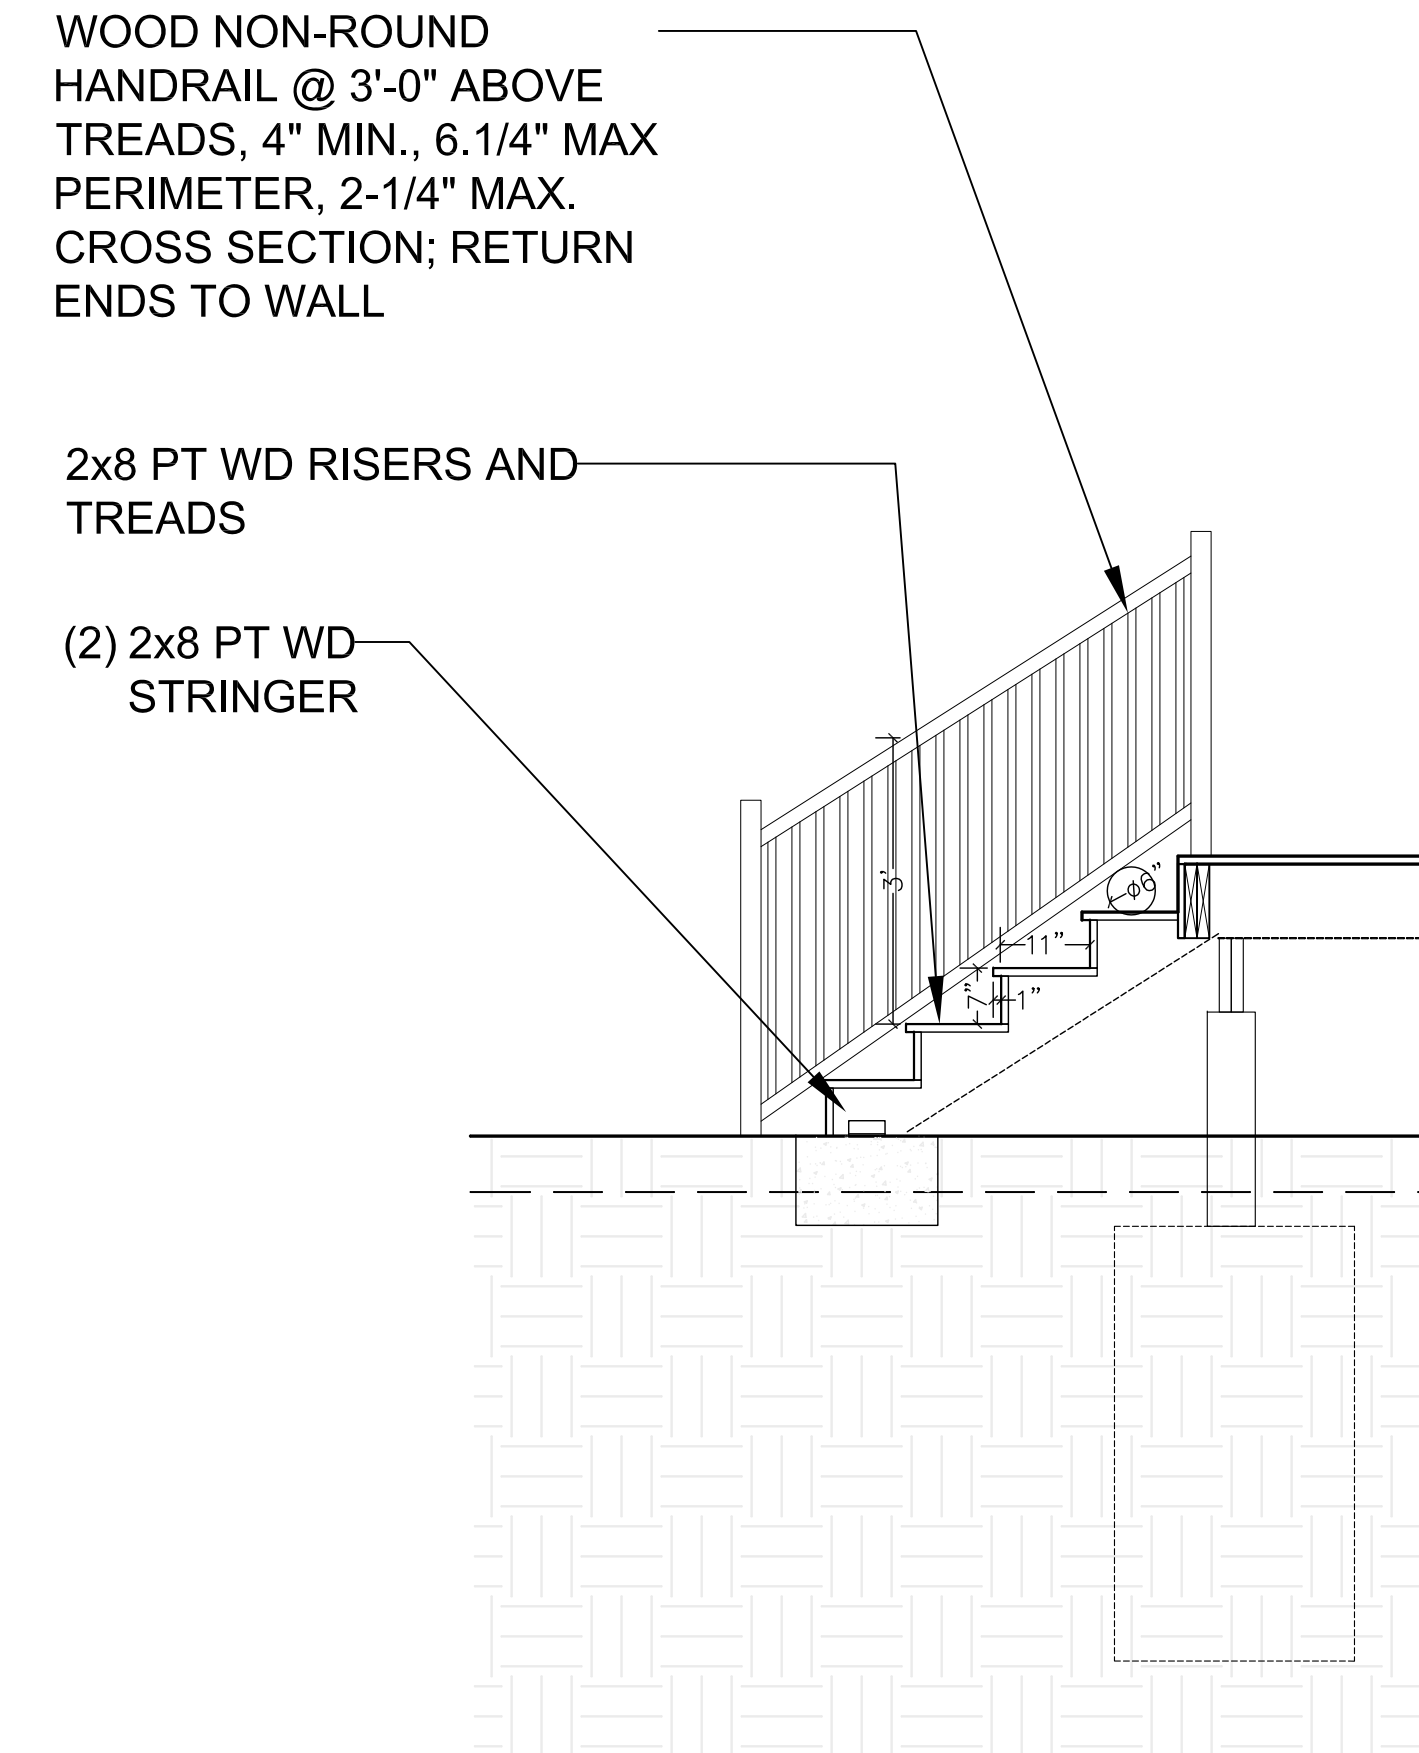 WOOD NON-ROUND
HANDRAIL @ 3'-0" ABOVE
TREADS, 4" MIN., 6.1/4" MAX
PERIMETER, 2-1/4" MAX.
CROSS SECTION; RETURN
ENDS TO WALL
2x8 PT WD RISERS AND
TREADS
(2) 2x8 PT WD
STRINGER
3'
ϕ6"
11"
7"
1"